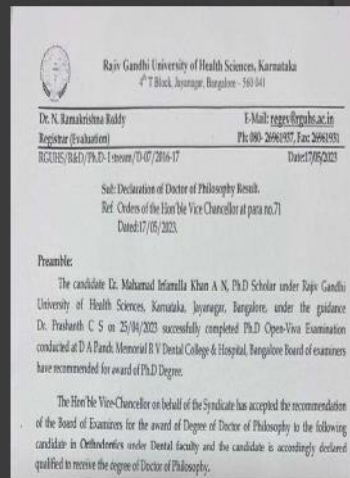 Rajiv Gandhi University of Health Sciences, Karnataka
4th T Block, Jayanagar, Bangalore - 560 041
Dr. N. Ramakrishna Reddy
E-Mail: regev@rguhs.ac.in
Registrar (Evaluation)
Ph: 080- 26961937, Fax: 26961931
RGUHS/R&D/Ph.D- I stream/D-07/2016-17
Date:17/05/2023
Sub: Declaration of Doctor of Philosophy Result.
Ref: Orders of the Hon'ble Vice Chancellor at para no.71
Dated:17/05/2023.
Preamble:
The candidate Dr. Mahamad Irfanulla Khan A N, Ph.D Scholar under Rajiv Gandhi
University of Health Sciences, Karnataka, Jayanagar, Bangalore, under the guidance
Dr. Prashanth C S on 25/04/2023 successfully completed Ph.D Open-Viva Examination
conducted at D A Pandu Memorial R V Dental College & Hospital, Bangalore Board of examiners
have recommended for award of Ph.D Degree.
The Hon'ble Vice-Chancellor on behalf of the Syndicate has accepted the recommendation
of the Board of Examiners for the award of Degree of Doctor of Philosophy to the following
candidate in Orthodontics under Dental faculty and the candidate is accordingly declared
qualified to receive the degree of Doctor of Philosophy.